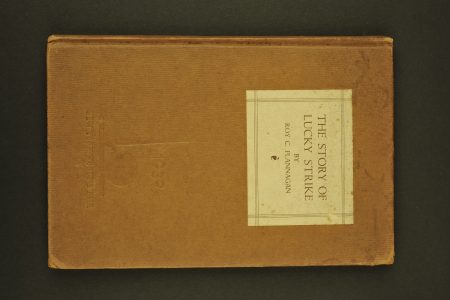 THE STORY OF
LUCKY STRIKE
BY
ROY C. FLANNAGAN